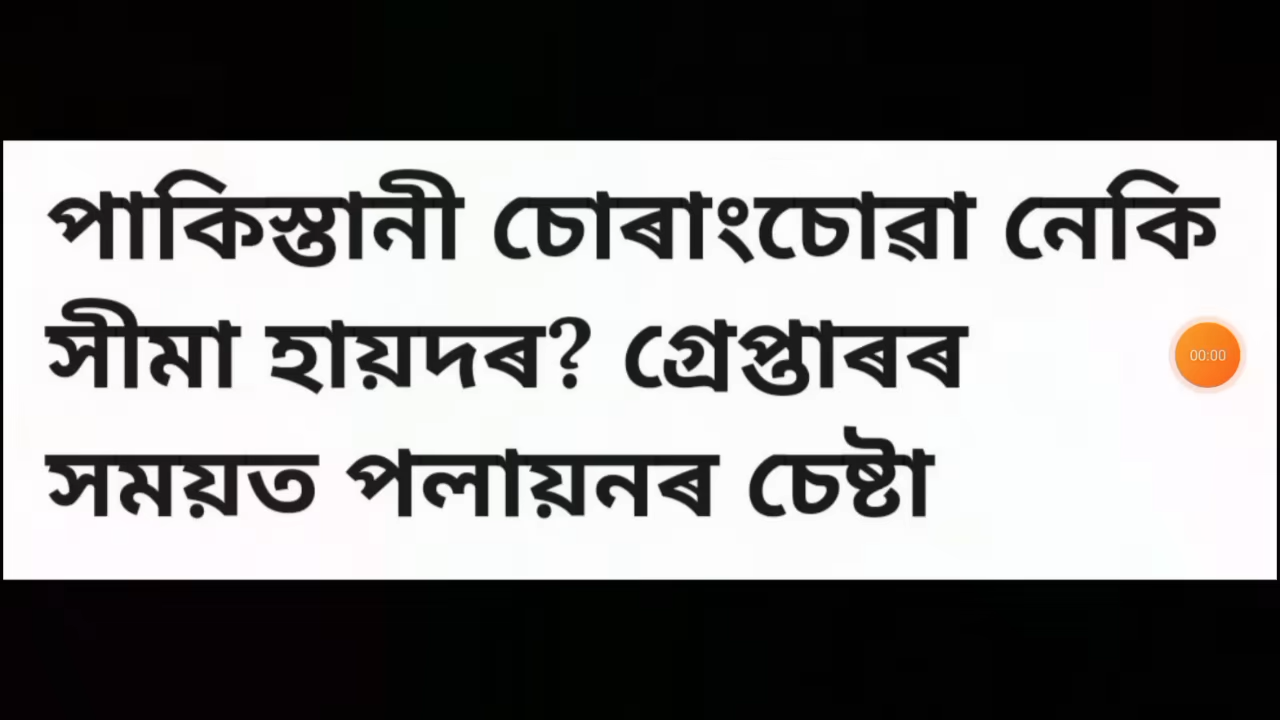 পাকিস্তানী চোৰাংচোৱা নেকি
সীমা হায়দৰ? গ্ৰেপ্তাৰৰ
00:00
সময়ত পলায়নৰ চেষ্টা